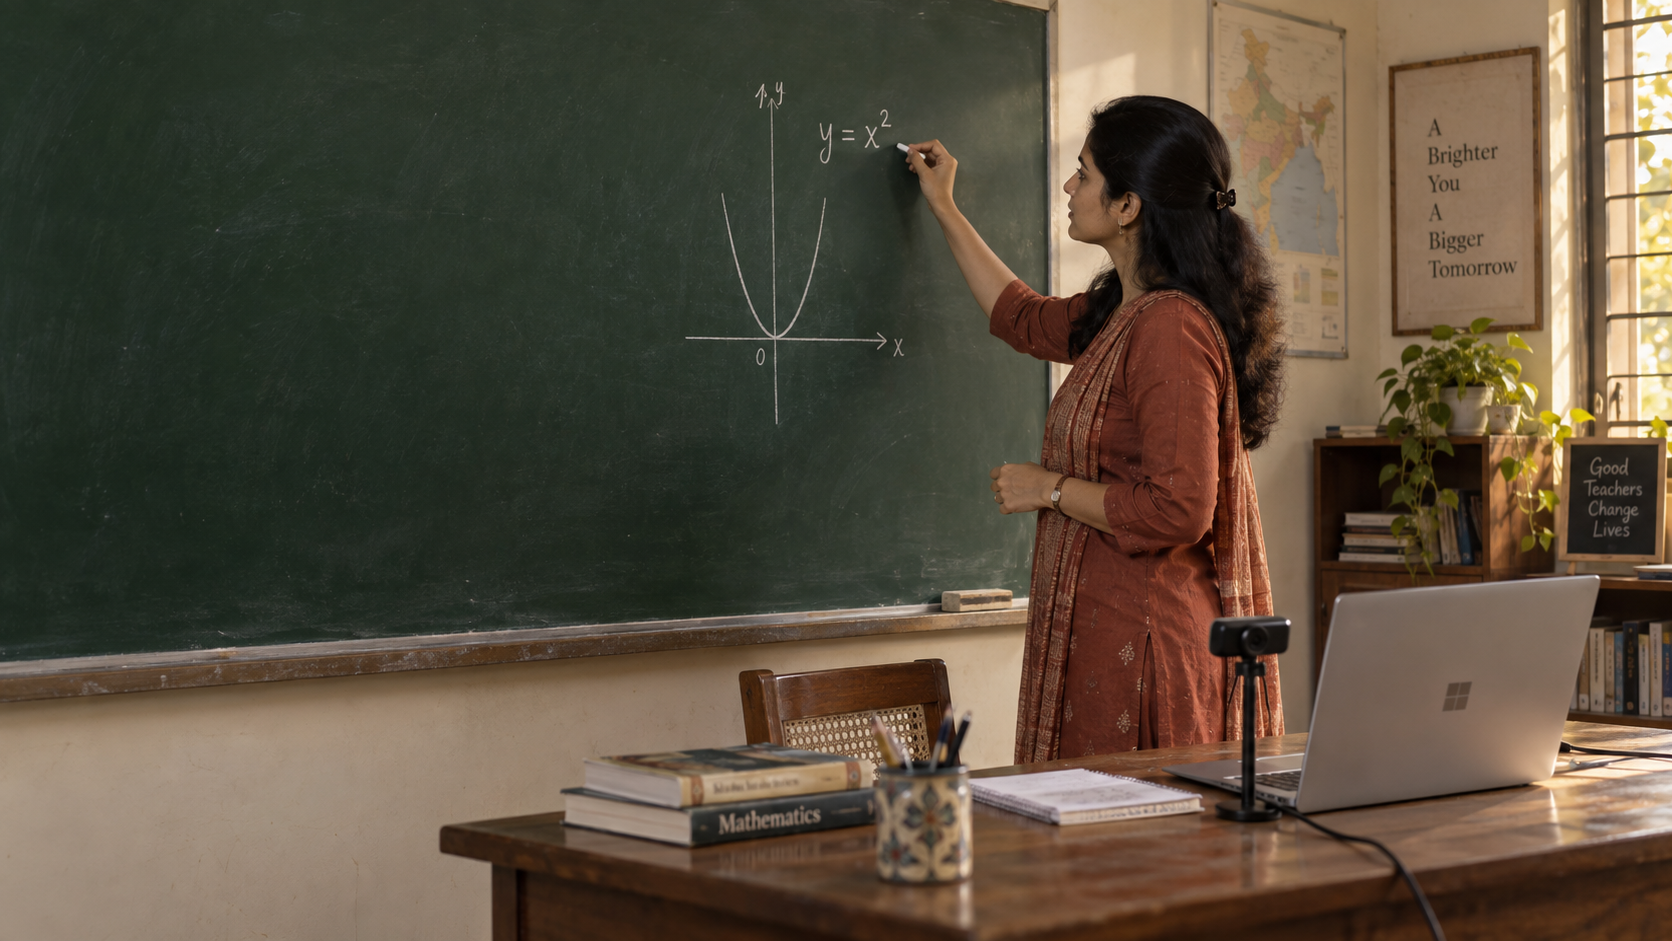 y
y = x²
x
0
A
Brighter
You
A
Bigger
Tomorrow
Good
Teachers
Change
Lives
Mathematics